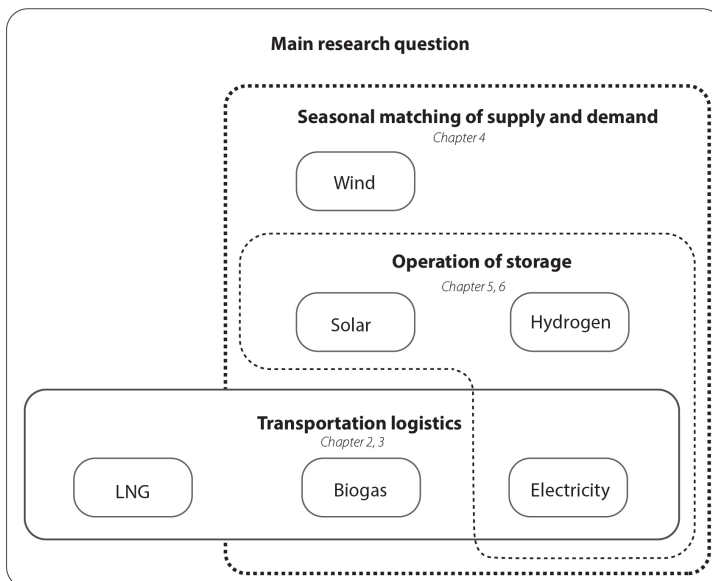 Main research question
Seasonal matching of supply and demand
Chapter 4
Wind
Operation of storage
Chapter 5, 6
Solar
Hydrogen
Transportation logistics
Chapter 2, 3
LNG
Biogas
Electricity